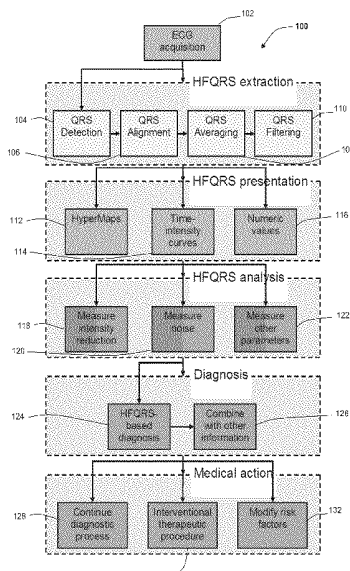 102
100
ECG
acquisition
HFQRS extraction
104
110
QRS
Detection
QRS
Alignment
QRS
Averaging
QRS
Filtering
106
10
HFQRS presentation
112
HyperMaps
Time-
intensity
curves
Numeric
values
116
114
HFQRS analysis
Measure
intensity
reduction
Measure
noise
Measure
other
parameters
118
120
122
Diagnosis
124
HFQRS-
based
diagnosis
Combine
with other
information
126
Medical action
Continue
diagnostic
process
Interventional
therapeutic
procedure
Modify risk
factors
128
132